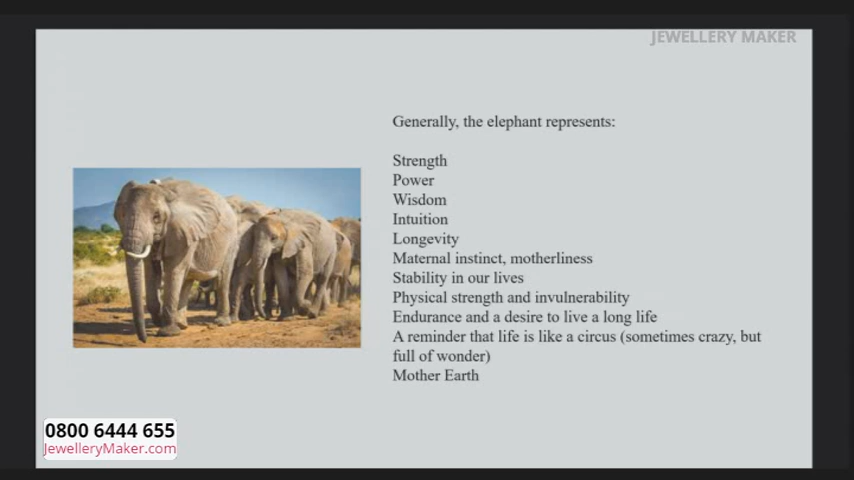 JEWELLERY MAKER
Generally, the elephant represents:
Strength
Power
Wisdom
Intuition
Longevity
Maternal instinct, motherliness
Stability in our lives
Physical strength and invulnerability
Endurance and a desire to live a long life
A reminder that life is like a circus (sometimes crazy, but
full of wonder)
Mother Earth
0800 6444 655
JewelleryMaker.com